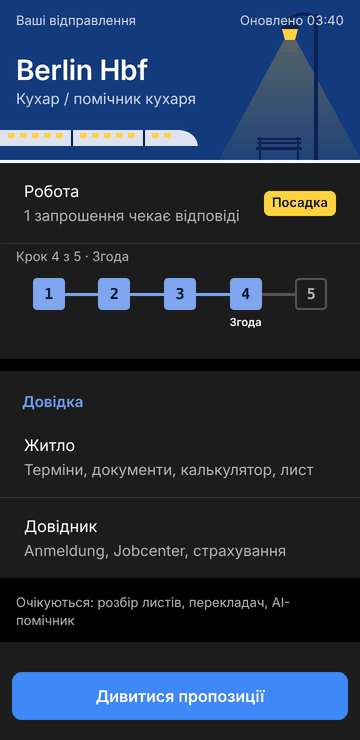 Ваші відправлення
Оновлено 03:40
Berlin Hbf
Кухар / помічник кухаря
Робота
1 запрошення чекає відповіді
Посадка
Крок 4 з 5 · Згода
1 2 3 4 5
Згода
Довідка
Житло
Терміни, документи, калькулятор, лист
Довідник
Anmeldung, Jobcenter, страхування
Очікуються: розбір листів, перекладач, AI-
помічник
Дивитися пропозиції